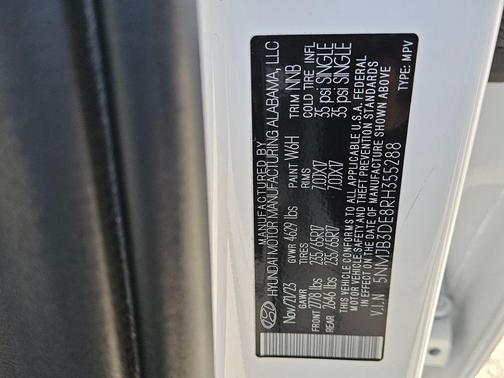 MANUFACTURED BY
HYUNDAI MOTOR MANUFACTURING ALABAMA, LLC
Nov/21/23 GVWR 4629 lbs PAINT W6H TRIM NNB
GAWR TIRES RIMS COLD TIRE INFL
FRONT 2778 lbs 235/65R17 7.0JX17 35 psi SINGLE
REAR 2646 lbs 235/65R17 7.0JX17 35 psi SINGLE
THIS VEHICLE CONFORMS TO ALL APPLICABLE U.S.A. FEDERAL
MOTOR VEHICLE SAFETY AND THEFT PREVENTION STANDARDS
IN EFFECT ON THE DATE OF MANUFACTURE SHOWN ABOVE
V.I.N 5NMJB3DE8RH355288 TYPE: MPV